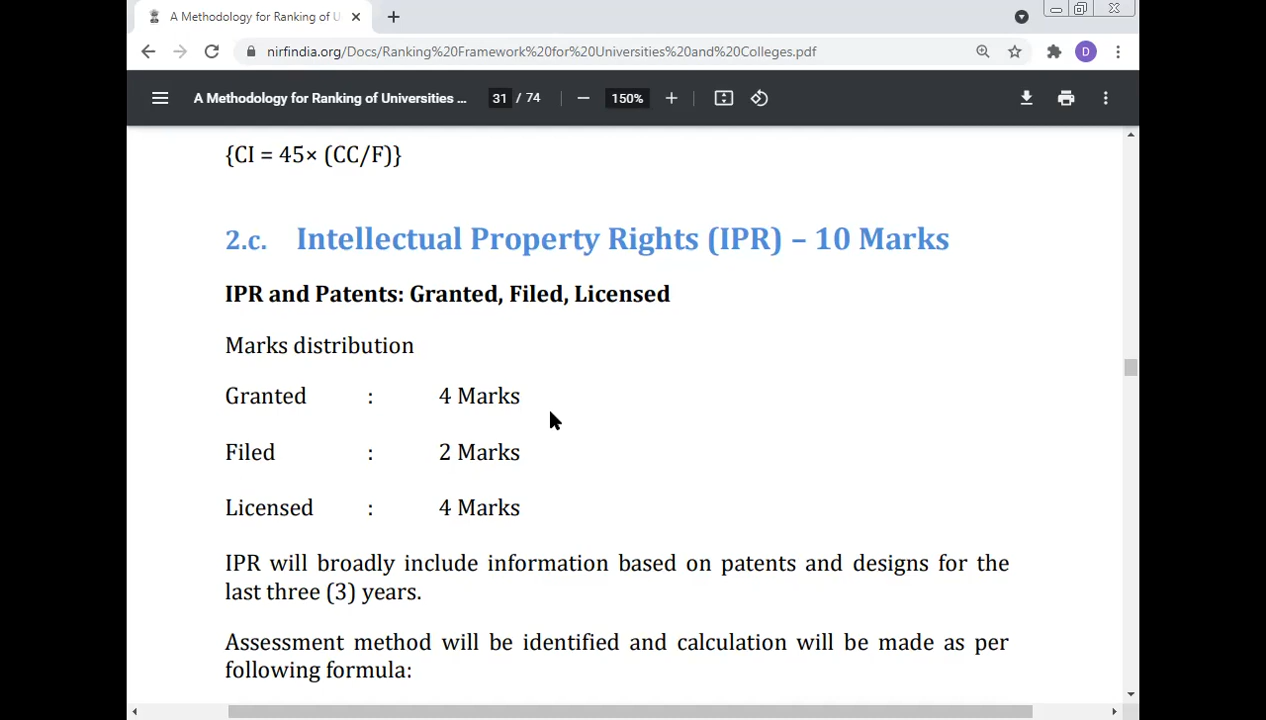 A Methodology for Ranking of U
nirfindia.org/Docs/Ranking%20Framework%20for%20Universities%20and%20Colleges.pdf
D
A Methodology for Ranking of Universities ...
31 / 74
150%
{CI = 45× (CC/F)}
2.c. Intellectual Property Rights (IPR) – 10 Marks
IPR and Patents: Granted, Filed, Licensed
Marks distribution
Granted : 4 Marks
Filed : 2 Marks
Licensed : 4 Marks
IPR will broadly include information based on patents and designs for the
last three (3) years.
Assessment method will be identified and calculation will be made as per
following formula: